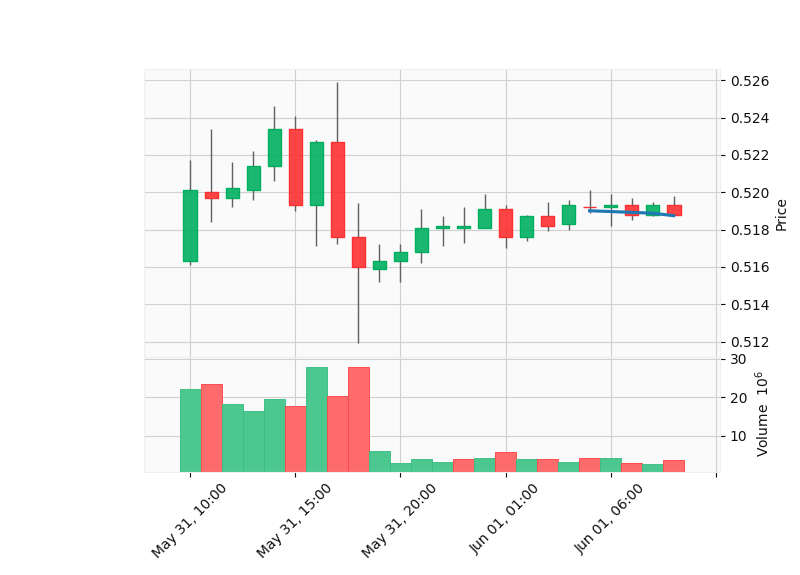 0.526
0.524
0.522
0.520
0.518
0.516
0.514
0.512
Price
30
20
10
Volume 10⁶
May 31, 10:00
May 31, 15:00
May 31, 20:00
Jun 01, 01:00
Jun 01, 06:00